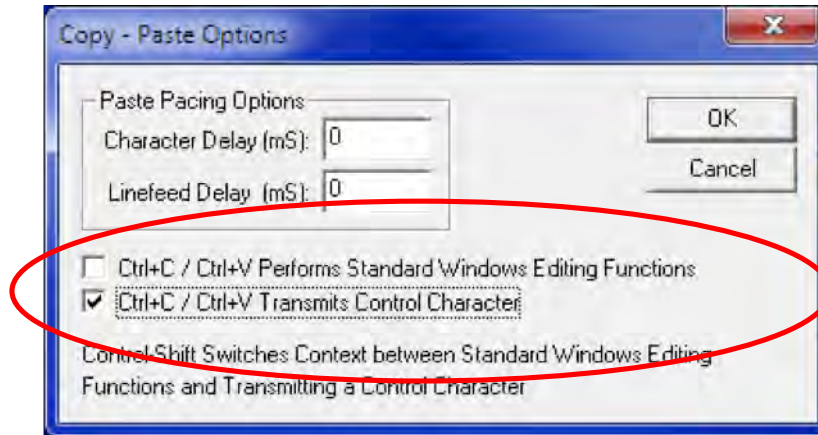 Copy - Paste Options
Paste Pacing Options
Character Delay (mS): 0
Linefeed Delay (mS): 0
OK
Cancel
Ctrl+C / Ctrl+V Performs Standard Windows Editing Functions
Ctrl+C / Ctrl+V Transmits Control Character
Control-Shift Switches Context between Standard Windows Editing
Functions and Transmitting a Control Character